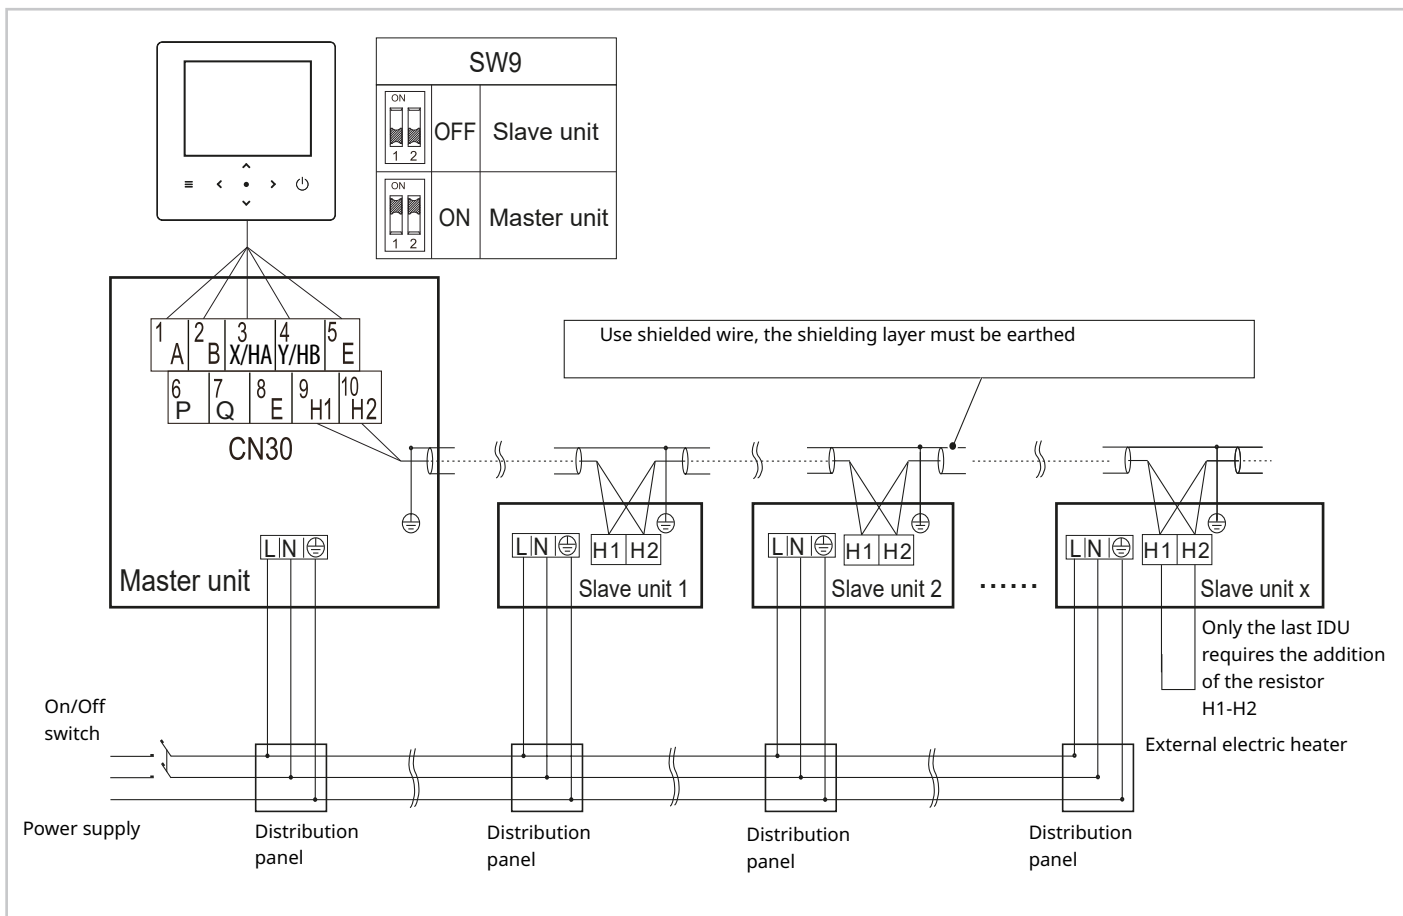 SW9
ON
1 2
OFF
Slave unit
ON
1 2
ON
Master unit
1 A 2 B 3 X/HA 4 Y/HB 5 E
6 P 7 Q 8 E 9 H1 10 H2
CN30
Use shielded wire, the shielding layer must be earthed
L N
Master unit
L N
H1 H2
Slave unit 1
L N
H1 H2
Slave unit 2
......
L N
H1 H2
Slave unit x
Only the last IDU
requires the addition
of the resistor
H1-H2
On/Off
switch
External electric heater
Power supply
Distribution
panel
Distribution
panel
Distribution
panel
Distribution
panel